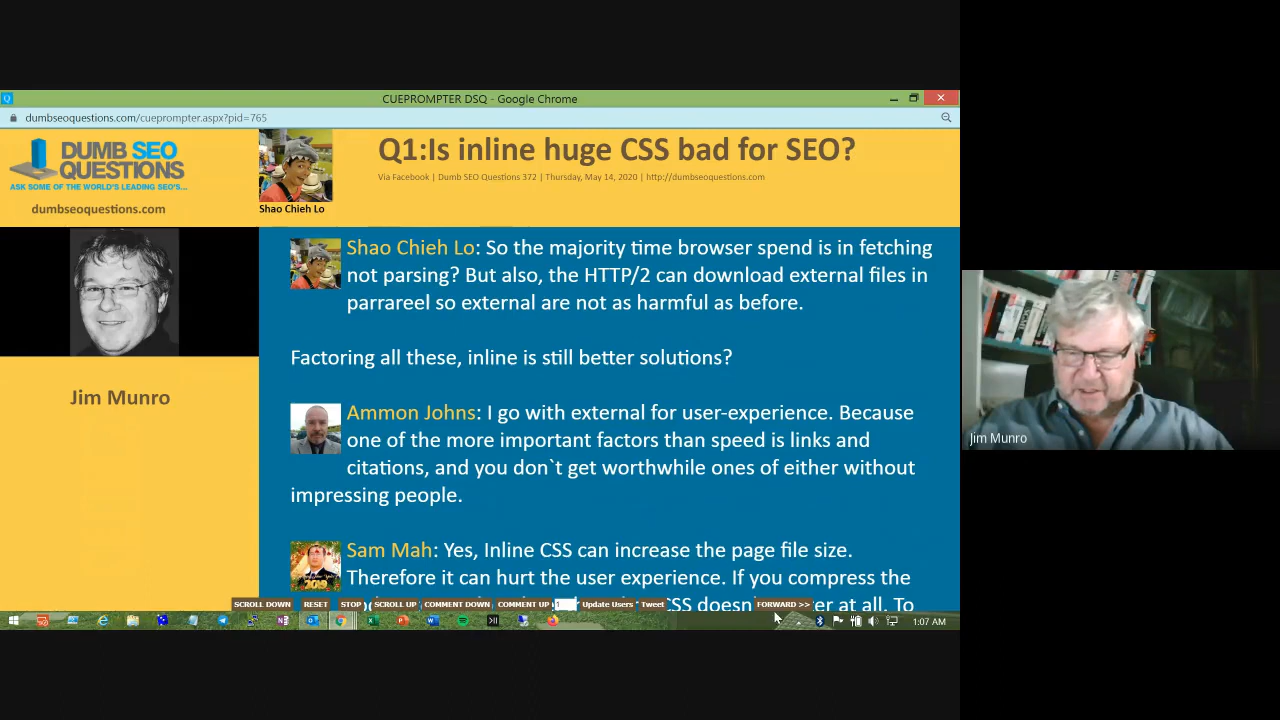 CUEPROMPTER DSQ - Google Chrome
dumbseoquestions.com/cueprompter.aspx?pid=765
DUMB SEO
QUESTIONS
ASK SOME OF THE WORLD'S LEADING SEO'S...
dumbseoquestions.com
Shao Chieh Lo
Q1:Is inline huge CSS bad for SEO?
Via Facebook | Dumb SEO Questions 372 | Thursday, May 14, 2020 | http://dumbseoquestions.com
Jim Munro
Shao Chieh Lo: So the majority time browser spend is in fetching
not parsing? But also, the HTTP/2 can download external files in
parrareel so external are not as harmful as before.
Factoring all these, inline is still better solutions?
Ammon Johns: I go with external for user-experience. Because
one of the more important factors than speed is links and
citations, and you don`t get worthwhile ones of either without
impressing people.
Sam Mah: Yes, Inline CSS can increase the page file size.
Therefore it can hurt the user experience. If you compress the
CSS at all. To
2019
SCROLL DOWN RESET STOP SCROLL UP COMMENT DOWN COMMENT UP 1 Update Users Tweet FORWARD >>
1:07 AM
Jim Munro